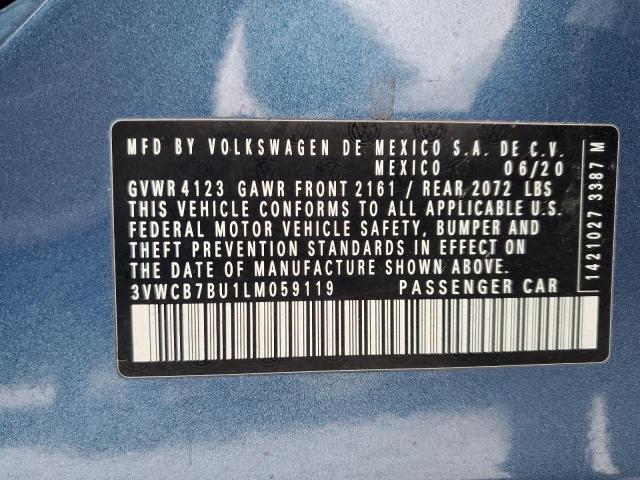 MFD BY VOLKSWAGEN DE MEXICO S.A. DE C.V.
MEXICO 06/20
GVWR 4123 GAWR FRONT 2161 / REAR 2072 LBS
THIS VEHICLE CONFORMS TO ALL APPLICABLE U.S.
FEDERAL MOTOR VEHICLE SAFETY, BUMPER AND
THEFT PREVENTION STANDARDS IN EFFECT ON
THE DATE OF MANUFACTURE SHOWN ABOVE.
3VWCB7BU1LM059119 PASSENGER CAR
1421027 3387 M